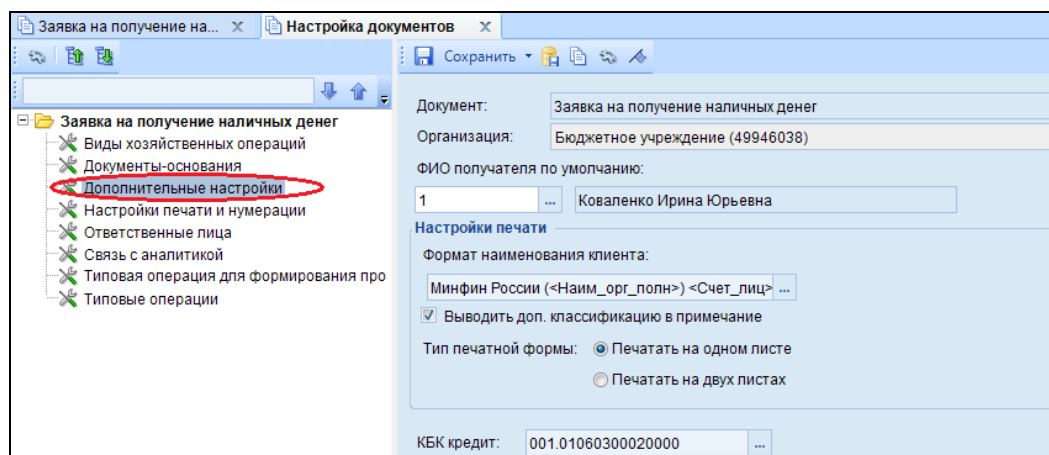 Заявка на получение на... X
Настройка документов X
Сохранить
Заявка на получение наличных денег
Виды хозяйственных операций
Документы-основания
Дополнительные настройки
Настройки печати и нумерации
Ответственные лица
Связь с аналитикой
Типовая операция для формирования про
Типовые операции
Документ: Заявка на получение наличных денег
Организация: Бюджетное учреждение (49946038)
ФИО получателя по умолчанию:
1 ... Коваленко Ирина Юрьевна
Настройки печати
Формат наименования клиента:
Минфин России (<Наим_орг_полн>) <Счет_лиц> ...
Выводить доп. классификацию в примечание
Тип печатной формы: Печатать на одном листе
Печатать на двух листах
КБК кредит: 001.01060300020000 ...